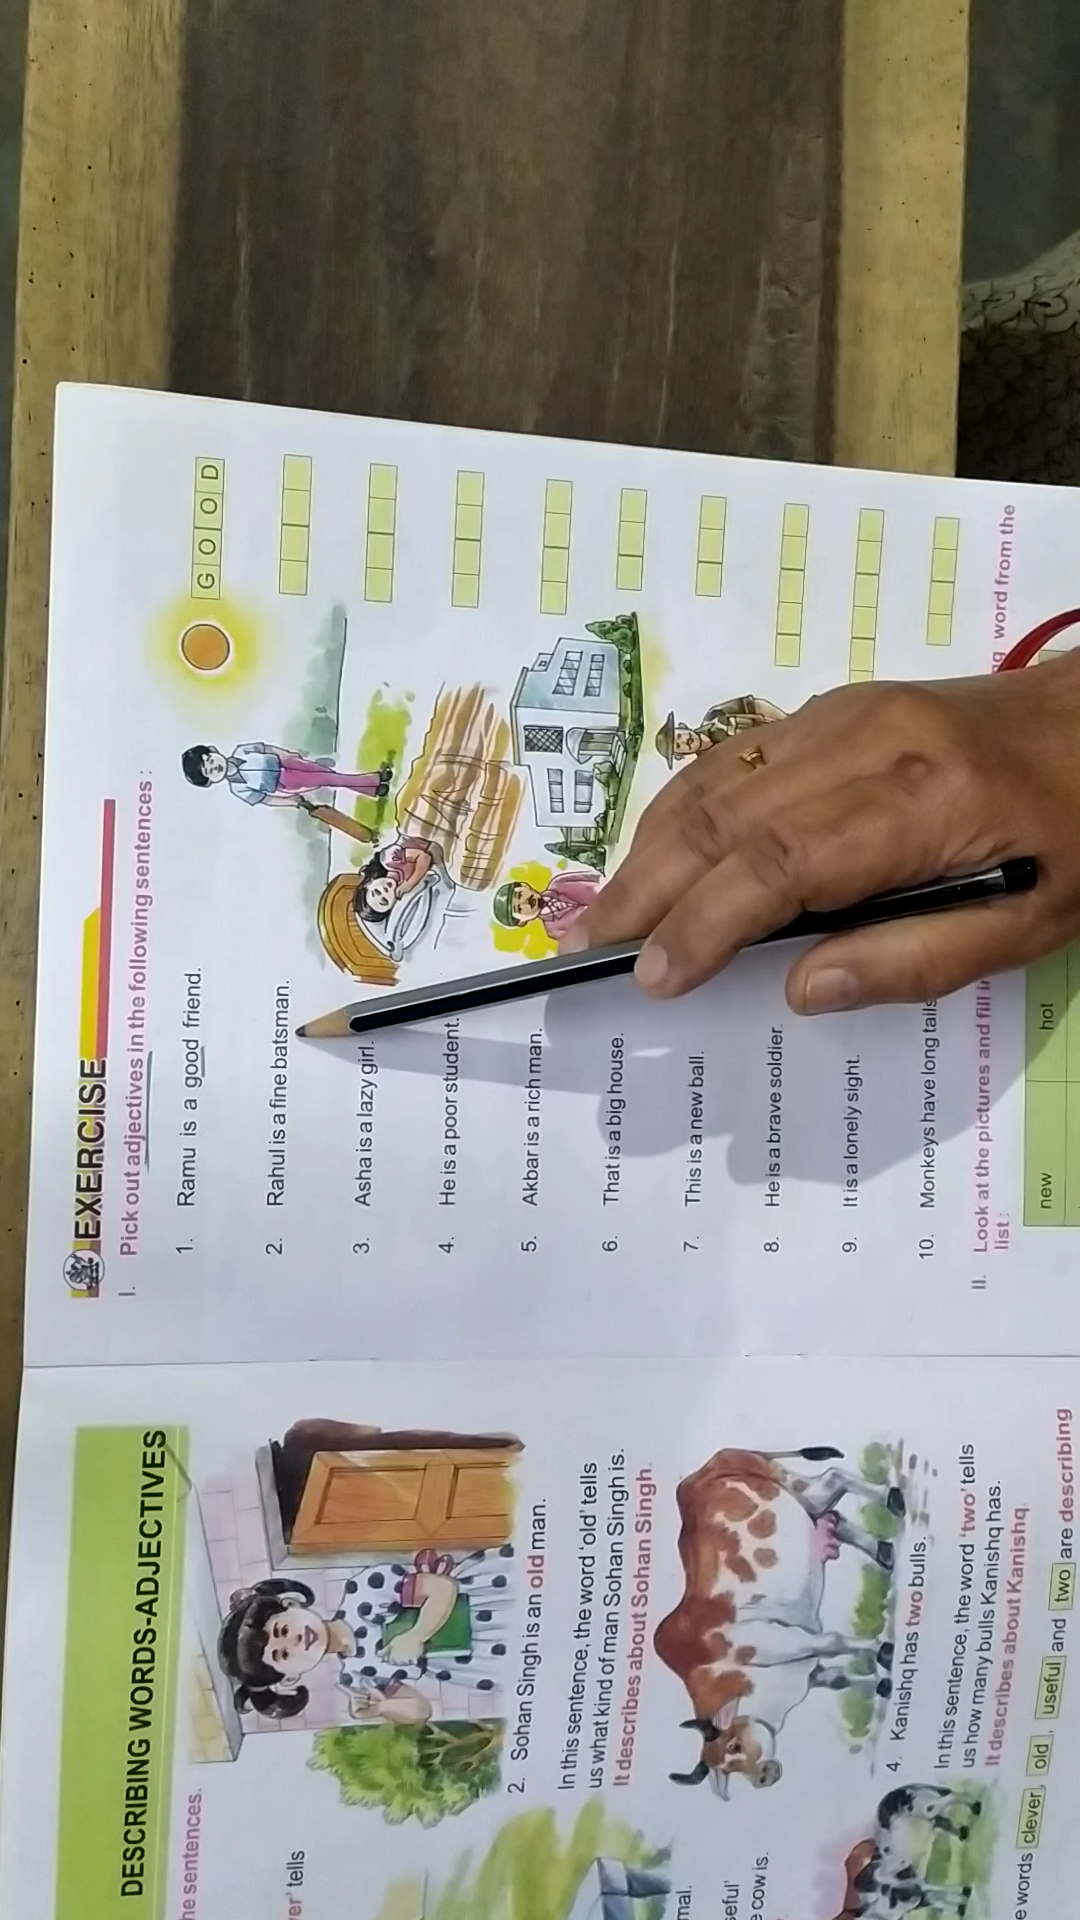 DESCRIBING WORDS-ADJECTIVES
he sentences.
2. Sohan Singh is an old man.
er' tells
In this sentence, the word 'old' tells
us what kind of man Sohan Singh is.
It describes about Sohan Singh.
mal.
seful'
e cow is.
4. Kanishq has two bulls.
In this sentence, the word 'two' tells
us how many bulls Kanishq has.
It describes about Kanishq.
e words clever, old, useful and two are describing
EXERCISE
I. Pick out adjectives in the following sentences :
1. Ramu is a good friend. G O O D
2. Rahul is a fine batsman.
3. Asha is a lazy girl.
4. He is a poor student.
5. Akbar is a rich man.
6. That is a big house.
7. This is a new ball.
8. He is a brave soldier.
9. It is a lonely sight.
10. Monkeys have long tails
II. Look at the pictures and fill in word from the
list :
new hot